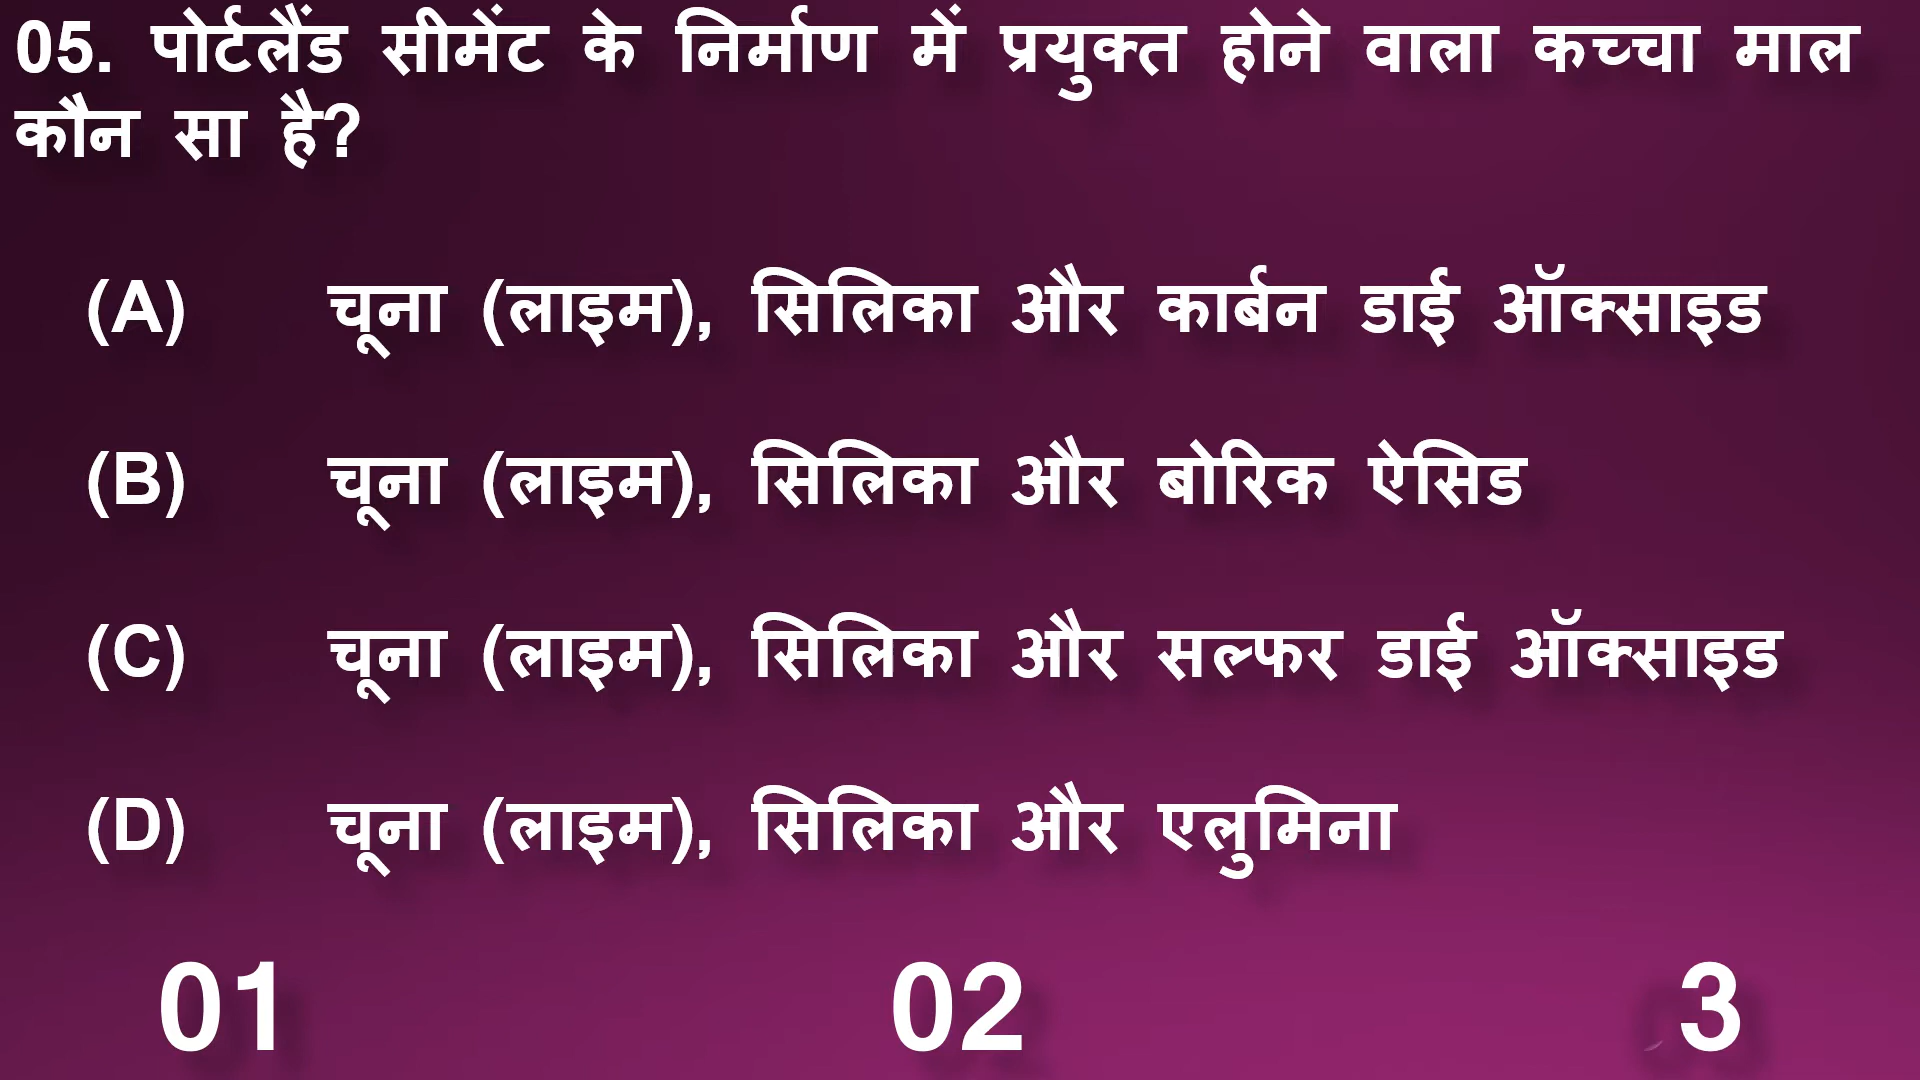 05. पोर्टलैंड सीमेंट के निर्माण में प्रयुक्त होने वाला कच्चा माल
कौन सा है?
(A) चूना (लाइम), सिलिका और कार्बन डाई ऑक्साइड
(B) चूना (लाइम), सिलिका और बोरिक ऐसिड
(C) चूना (लाइम), सिलिका और सल्फर डाई ऑक्साइड
(D) चूना (लाइम), सिलिका और एलुमिना
01 02 3